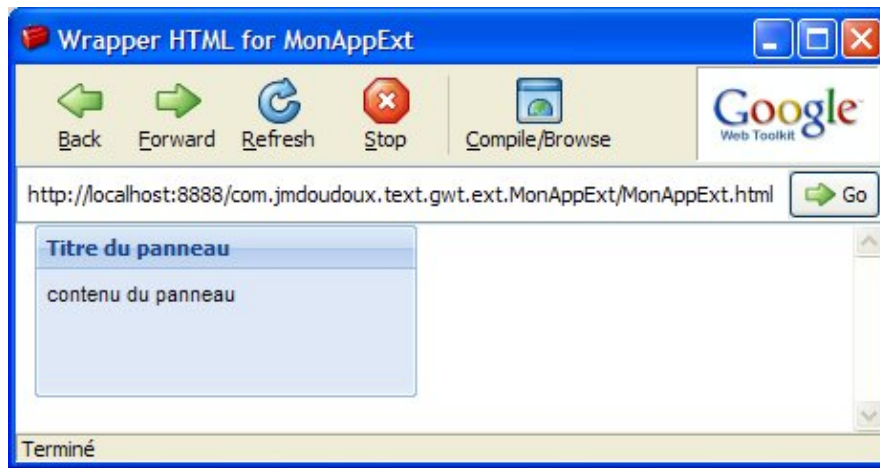 Wrapper HTML for MonAppExt
Back Forward Refresh Stop Compile/Browse
Google
Web Toolkit
http://localhost:8888/com.jmdoudoux.text.gwt.ext.MonAppExt/MonAppExt.html Go
Titre du panneau
contenu du panneau
Terminé